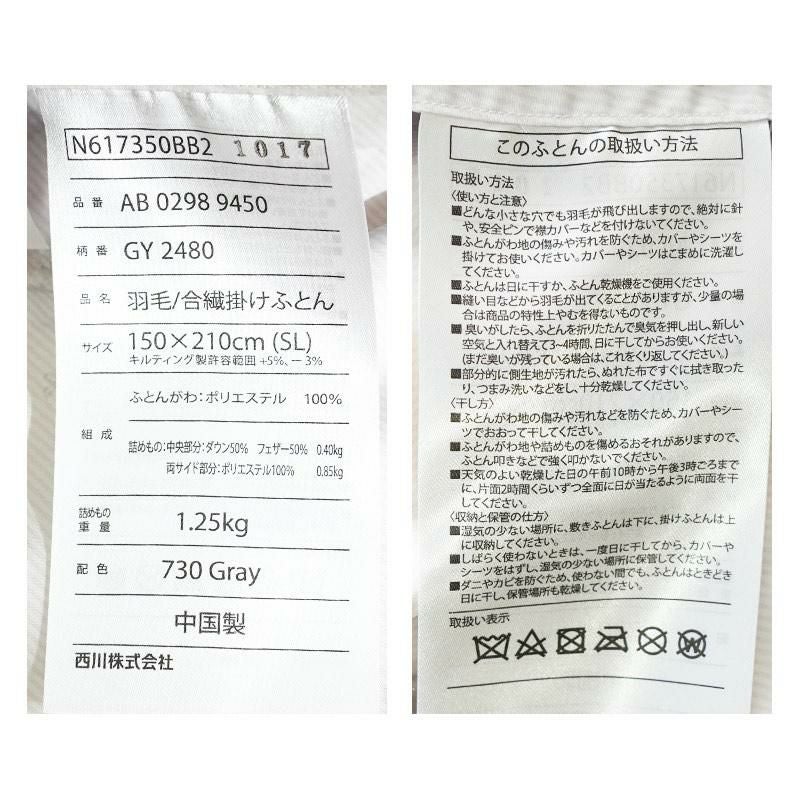 N617350BB2 1017
品番 AB 0298 9450
柄番 GY 2480
品名 羽毛/合繊掛けふとん
サイズ 150×210cm (SL)
キルティング製許容範囲 +5%、－3%
ふとんがわ：ポリエステル 100%
組成
詰めもの：中央部分：ダウン50% フェザー50% 0.40kg
両サイド部分：ポリエステル100% 0.85kg
詰めもの重量 1.25kg
配色 730 Gray
中国製
西川株式会社
このふとんの取扱い方法
取扱い方法
〈使い方と注意〉
■どんな小さな穴でも羽毛が飛び出しますので、絶対に針
や、安全ピンで襟カバーなどを付けないでください。
■ふとんがわ地の傷みや汚れを防ぐため、カバーやシーツを
掛けてお使いください。カバーやシーツはこまめに洗濯し
てください。
■ふとんは日に干すか、ふとん乾燥機をご使用ください。
■縫い目などから羽毛が出てくることがありますが、少量の場
合は商品の特性上やむを得ないものです。
■臭いがしたら、ふとんを折りたたんで臭気を押し出し、新しい
空気と入れ替えて3~4時間、日に干してからお使いください。
(まだ臭いが残っている場合は、これをくり返してください。)
■部分的に側生地が汚れたら、ぬれた布ですぐに拭き取った
り、つまみ洗いなどをし、十分乾燥してください。
〈干し方〉
■ふとんがわ地の傷みや汚れなどを防ぐため、カバーやシー
ツでおおって干してください。
■ふとんがわ地や詰めものを傷めるおそれがありますので、
ふとん叩きなどで強く叩かないでください。
■天気のよい乾燥した日の午前10時から午後3時ごろまで
に、片面2時間くらいずつ全面に日が当たるように両面を干
してください。
〈収納と保管の仕方〉
■湿気の少ない場所に、敷きふとんは下に、掛けふとんは上
に収納してください。
■しばらく使わないときは、一度日に干してから、カバーや
シーツをはずし、湿気の少ない場所に保管してください。
■ダニやカビを防ぐため、使わない間でも、ふとんはときどき
日に干し、保管場所も乾燥してください。
取扱い表示